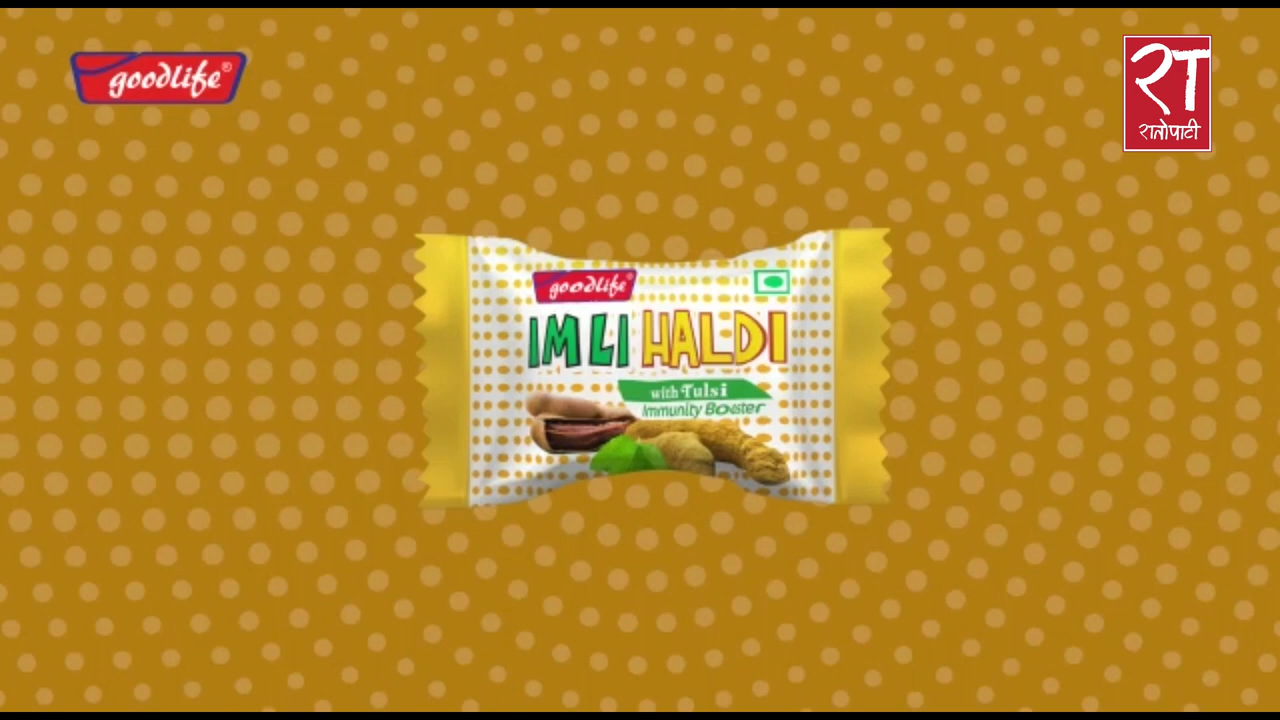 goodlife®
रा
रातोपाटी
goodlife®
IMLI HALDI
with Tulsi
Immunity Booster